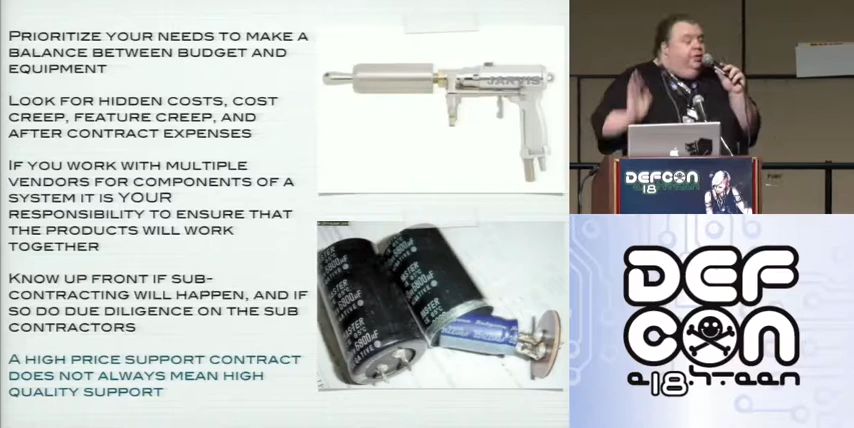 PRIORITIZE YOUR NEEDS TO MAKE A
BALANCE BETWEEN BUDGET AND
EQUIPMENT
LOOK FOR HIDDEN COSTS, COST
CREEP, FEATURE CREEP, AND
AFTER CONTRACT EXPENSES
IF YOU WORK WITH MULTIPLE
VENDORS FOR COMPONENTS OF A
SYSTEM IT IS YOUR
RESPONSIBILITY TO ENSURE THAT
THE PRODUCTS WILL WORK
TOGETHER
KNOW UP FRONT IF SUB-
CONTRACTING WILL HAPPEN, AND IF
SO DO DUE DILIGENCE ON THE SUB
CONTRACTORS
A HIGH PRICE SUPPORT CONTRACT
DOES NOT ALWAYS MEAN HIGH
QUALITY SUPPORT
JARVIS
6800µF
6800µF
DEFCON
18
DEF
CON
e18hteen